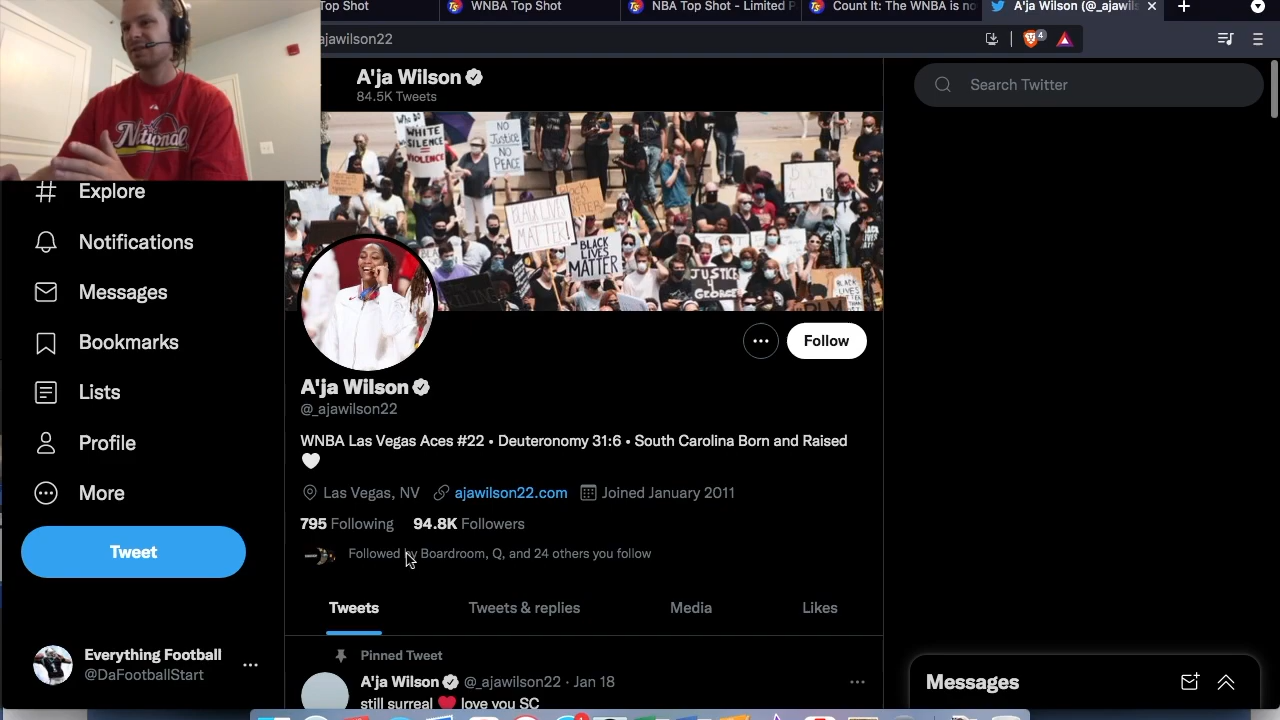 Top Shot
WNBA Top Shot
NBA Top Shot - Limited P
Count It: The WNBA is no
A'ja Wilson (@_ajawils
ajawilson22
4
National
A'ja Wilson
84.5K Tweets
Search Twitter
WHITE
SILENCE
=
VIOLENCE
NO
JUSTICE
NO
PEACE
BLACK LIVES
MATTER!
BLACK
LIVES
MATTER
JUSTICE
GEORGE
BLACK
LIVES
Explore
Notifications
Messages
Bookmarks
Lists
Profile
More
Tweet
Everything Football
@DaFootballStart
Follow
A'ja Wilson
@_ajawilson22
WNBA Las Vegas Aces #22 • Deuteronomy 31:6 • South Carolina Born and Raised
🤍
Las Vegas, NV ajawilson22.com Joined January 2011
795 Following 94.8K Followers
Followed by Boardroom, Q, and 24 others you follow
Tweets Tweets & replies Media Likes
Pinned Tweet
A'ja Wilson @_ajawilson22 · Jan 18
still surreal ❤️ love you SC
Messages